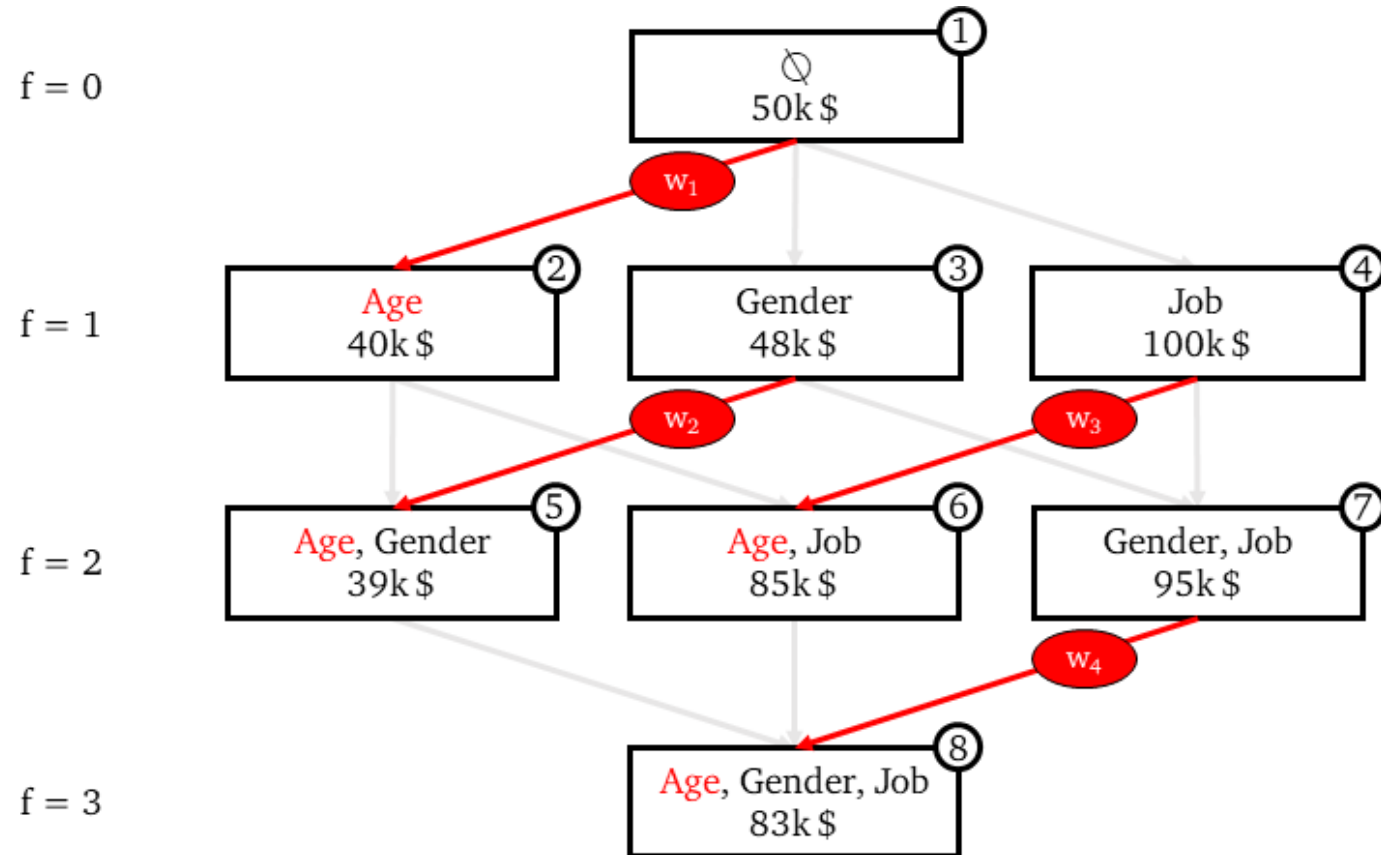 f = 0
①
∅
50k $
w₁
f = 1
②
Age
40k $
③
Gender
48k $
④
Job
100k $
w₂
w₃
f = 2
⑤
Age, Gender
39k $
⑥
Age, Job
85k $
⑦
Gender, Job
95k $
w₄
f = 3
⑧
Age, Gender, Job
83k $